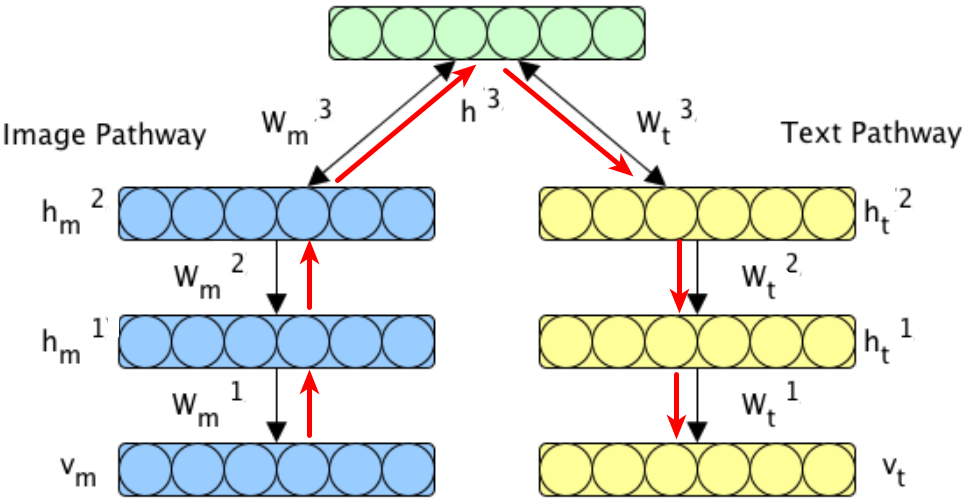 W_m^3
h^3
W_t^3
Image Pathway
Text Pathway
h_m^2
h_t^2
W_m^2
W_t^2
h_m^1
h_t^1
W_m^1
W_t^1
v_m
v_t